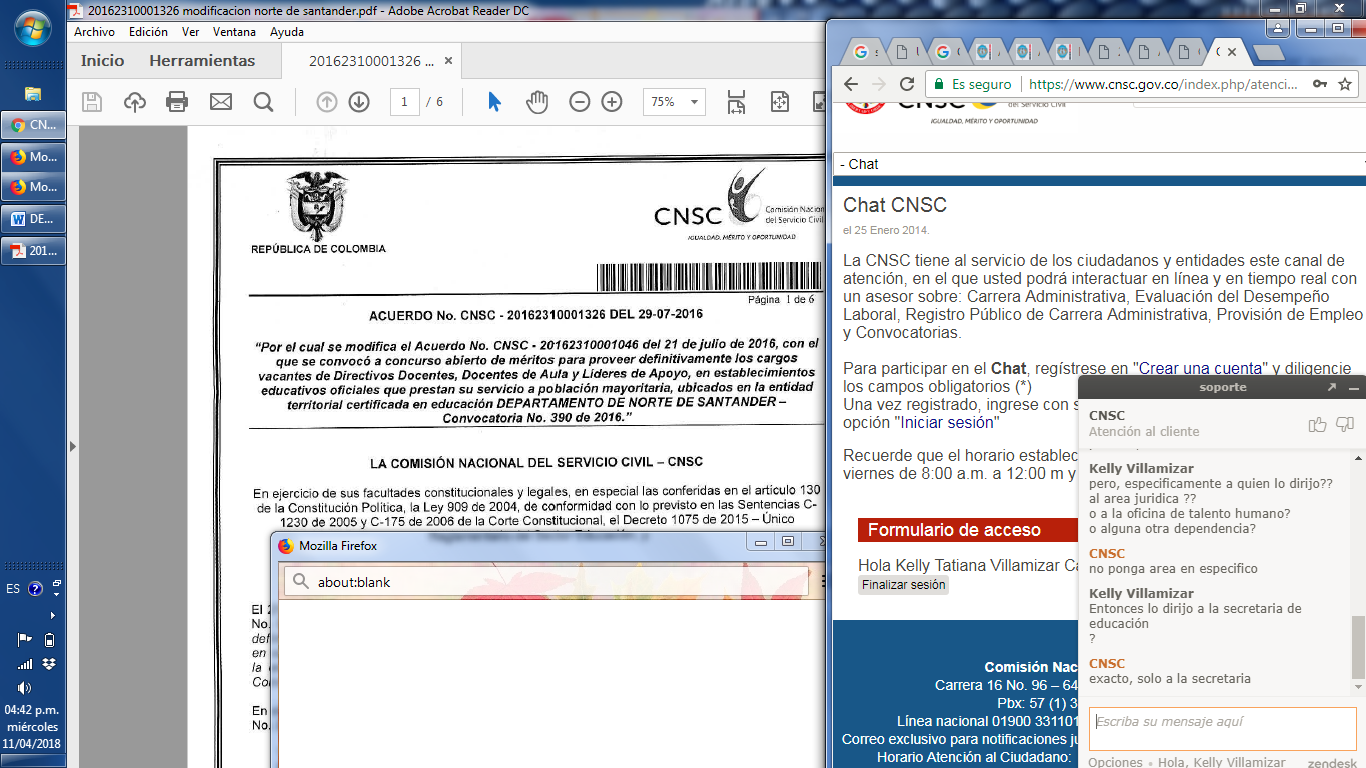 20162310001326 modificacion norte de santander.pdf - Adobe Acrobat Reader DC
Archivo Edición Ver Ventana Ayuda
Inicio Herramientas 20162310001326 ... ×
1 / 6 75%
CN...
Mo...
Mo...
DE...
201...
ES
04:42 p.m.
miércoles
11/04/2018
REPÚBLICA DE COLOMBIA
CNSC Comisión Nacion
del Servicio Civil
IGUALDAD, MÉRITO Y OPORTUNIDAD
Página 1 de 6
ACUERDO No. CNSC - 20162310001326 DEL 29-07-2016
“Por el cual se modifica el Acuerdo No. CNSC - 20162310001046 del 21 de julio de 2016, con el
que se convocó a concurso abierto de méritos para proveer definitivamente los cargos
vacantes de Directivos Docentes, Docentes de Aula y Líderes de Apoyo, en establecimientos
educativos oficiales que prestan su servicio a población mayoritaria, ubicados en la entidad
territorial certificada en educación DEPARTAMENTO DE NORTE DE SANTANDER –
Convocatoria No. 390 de 2016.”
LA COMISIÓN NACIONAL DEL SERVICIO CIVIL – CNSC
En ejercicio de sus facultades constitucionales y legales, en especial las conferidas en el artículo 130
de la Constitución Política, la Ley 909 de 2004, de conformidad con lo previsto en las Sentencias C-
1230 de 2005 y C-175 de 2006 de la Corte Constitucional, el Decreto 1075 de 2015 – Único
El 2
No.
def
en
la
Co
En
No.
Mozilla Firefox
about:blank
Es seguro https://www.cnsc.gov.co/index.php/atenci...
CNSC del Servicio Civil
IGUALDAD, MÉRITO Y OPORTUNIDAD
- Chat
Chat CNSC
el 25 Enero 2014.
La CNSC tiene al servicio de los ciudadanos y entidades este canal de
atención, en el que usted podrá interactuar en línea y en tiempo real con
un asesor sobre: Carrera Administrativa, Evaluación del Desempeño
Laboral, Registro Público de Carrera Administrativa, Provisión de Empleo
y Convocatorias.
Para participar en el Chat, regístrese en "Crear una cuenta" y diligencie
los campos obligatorios (*)
Una vez registrado, ingrese con s
opción "Iniciar sesión"
Recuerde que el horario establec
viernes de 8:00 a.m. a 12:00 m y
Formulario de acceso
Hola Kelly Tatiana Villamizar Ca
Finalizar sesión
Comisión Nac
Carrera 16 No. 96 – 64
Pbx: 57 (1) 3
Línea nacional 01900 331101
Correo exclusivo para notificaciones ju
Horario Atención al Ciudadano:
soporte
CNSC
Atención al cliente
Kelly Villamizar
pero, especificamente a quien lo dirijo??
al area juridica ??
o a la oficina de talento humano?
o alguna otra dependencia?
CNSC
no ponga area en especifico
Kelly Villamizar
Entonces lo dirijo a la secretaria de
educación
?
CNSC
exacto, solo a la secretaria
Escriba su mensaje aquí
Opciones • Hola, Kelly Villamizar zendesk